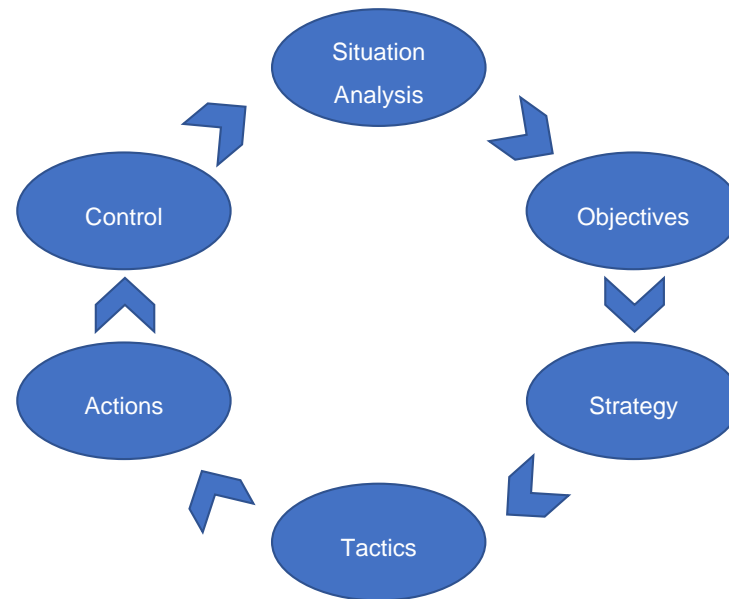 Situation
Analysis
Objectives
Strategy
Tactics
Actions
Control